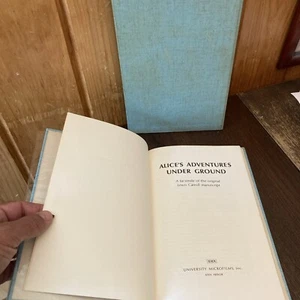 ALICE'S ADVENTURES
UNDER GROUND
A facsimile of the original
Lewis Carroll manuscript
UNIVERSITY MICROFILMS, Inc.
ANN ARBOR